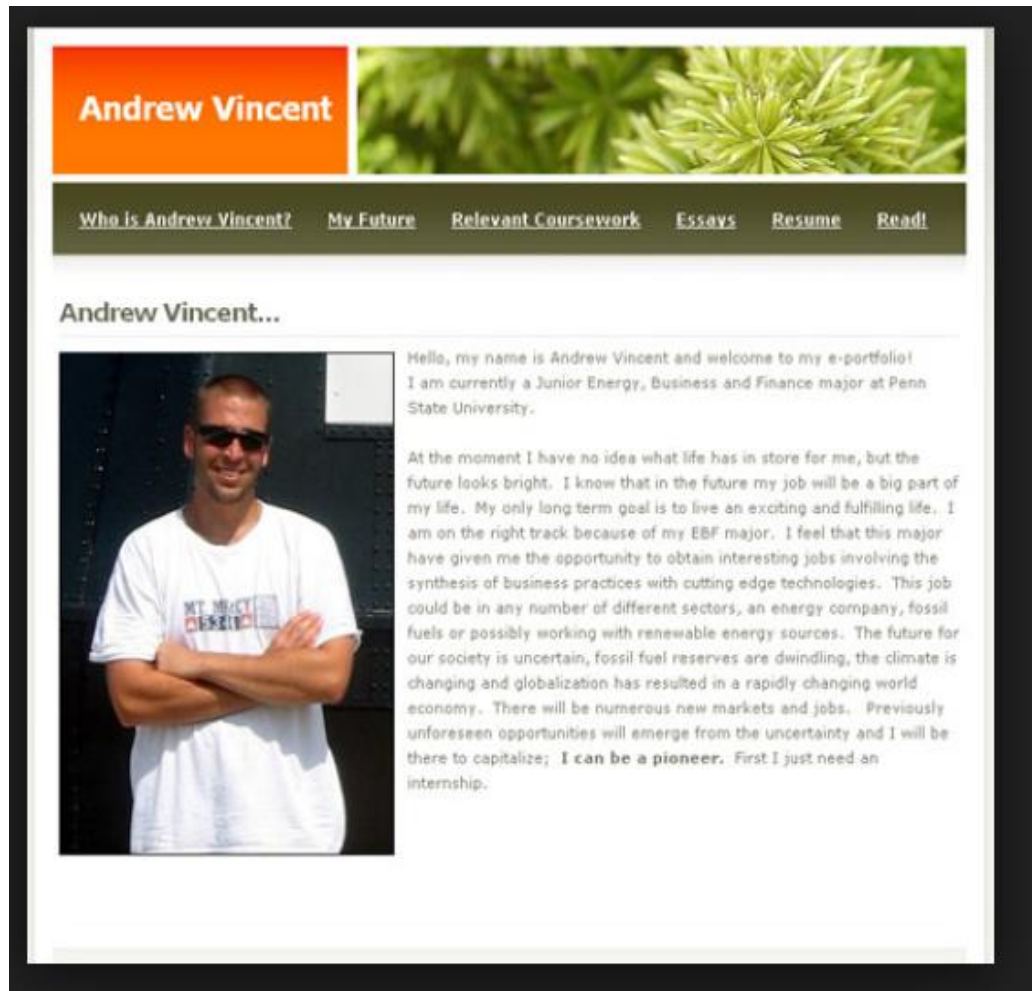 Andrew Vincent
Who is Andrew Vincent? My Future Relevant Coursework Essays Resume Read!
Andrew Vincent...
Hello, my name is Andrew Vincent and welcome to my e-portfolio!
I am currently a Junior Energy, Business and Finance major at Penn
State University.
At the moment I have no idea what life has in store for me, but the
future looks bright. I know that in the future my job will be a big part of
my life. My only long term goal is to live an exciting and fulfilling life. I
am on the right track because of my EBF major. I feel that this major
have given me the opportunity to obtain interesting jobs involving the
synthesis of business practices with cutting edge technologies. This job
could be in any number of different sectors, an energy company, fossil
fuels or possibly working with renewable energy sources. The future for
our society is uncertain, fossil fuel reserves are dwindling, the climate is
changing and globalization has resulted in a rapidly changing world
economy. There will be numerous new markets and jobs. Previously
unforeseen opportunities will emerge from the uncertainty and I will be
there to capitalize; I can be a pioneer. First I just need an
internship.